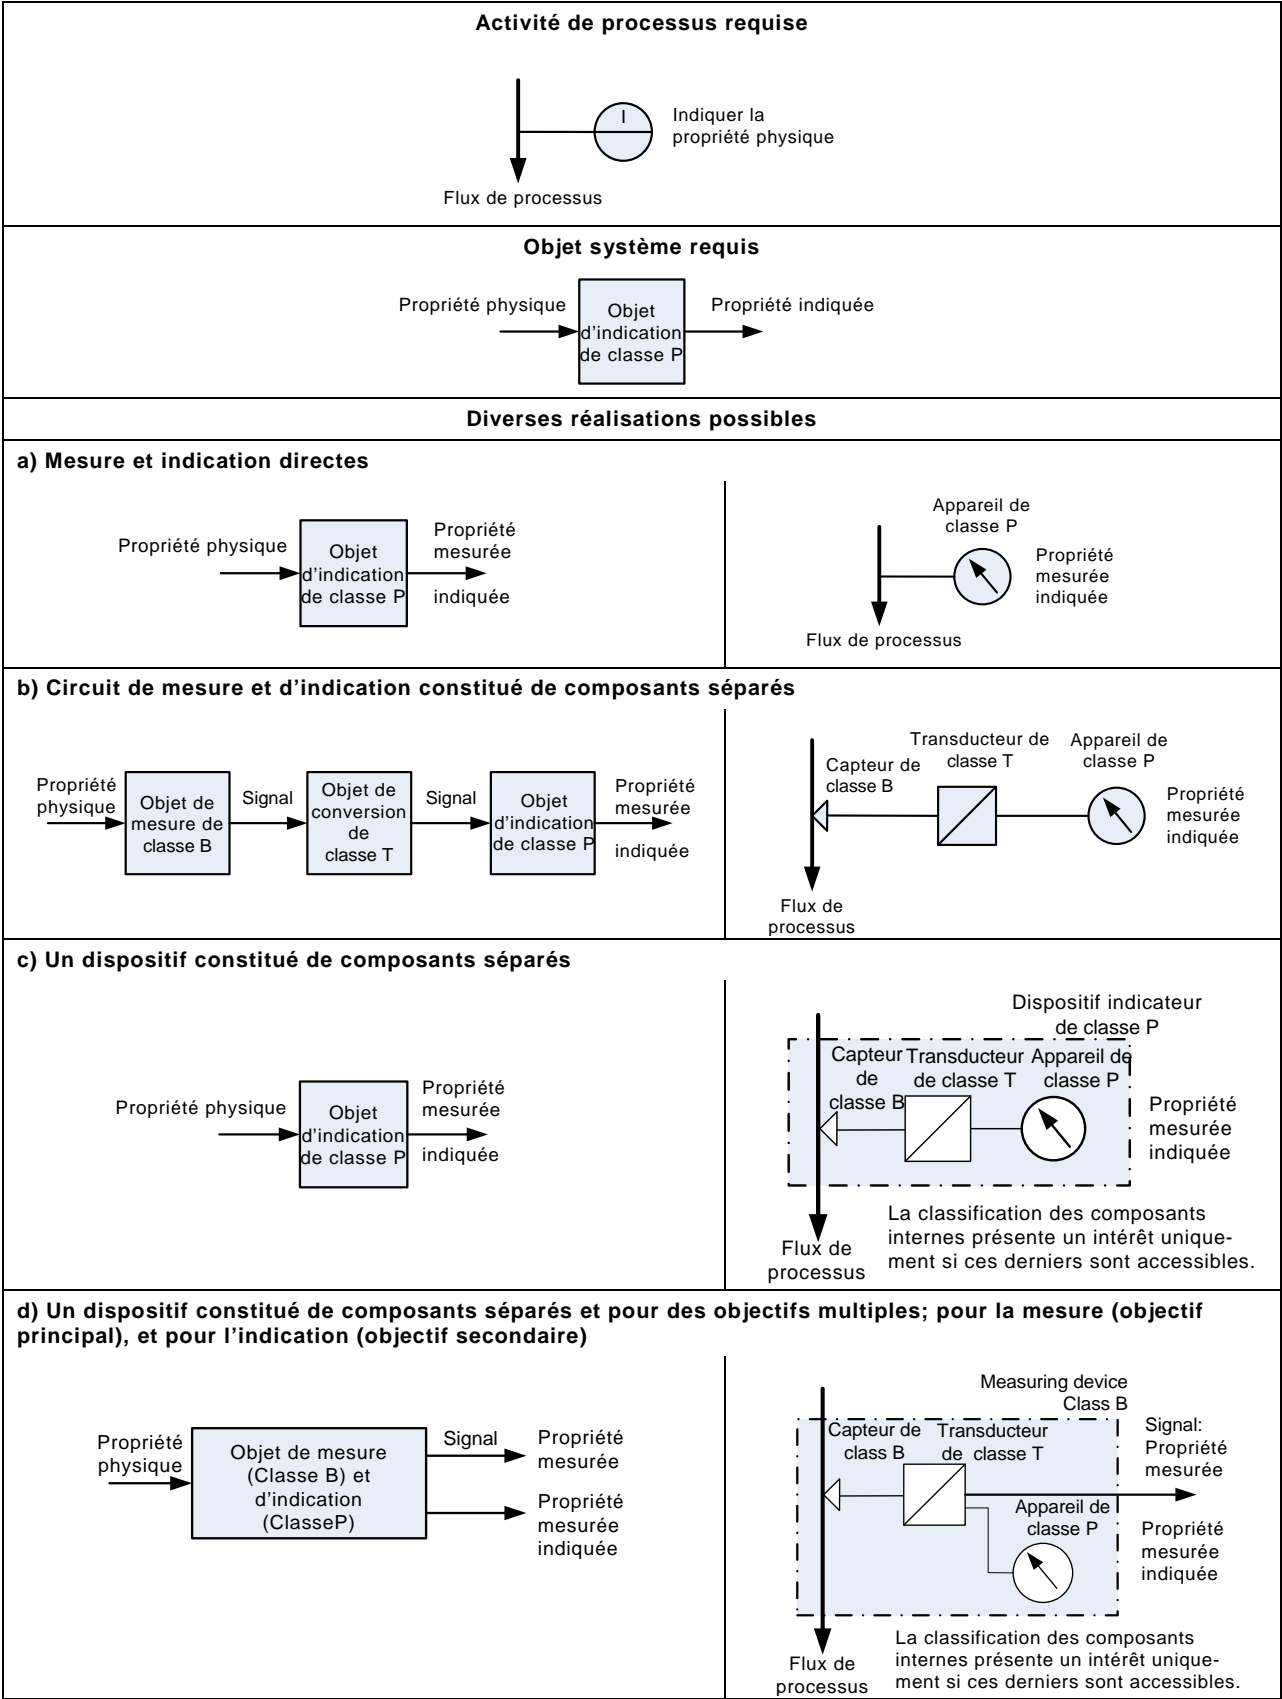 Activité de processus requise
I
Indiquer la
propriété physique
Flux de processus
Objet système requis
Propriété physique
Objet
d'indication
de classe P
Propriété indiquée
Diverses réalisations possibles
a) Mesure et indication directes
Propriété physique
Objet
d'indication
de classe P
Propriété
mesurée
indiquée
Appareil de
classe P
Propriété
mesurée
indiquée
Flux de processus
b) Circuit de mesure et d'indication constitué de composants séparés
Propriété
physique
Objet de
mesure de
classe B
Signal
Objet de
conversion
de
classe T
Signal
Objet
d'indication
de classe P
Propriété
mesurée
indiquée
Capteur de
classe B
Transducteur de
classe T
Appareil de
classe P
Propriété
mesurée
indiquée
Flux de
processus
c) Un dispositif constitué de composants séparés
Propriété physique
Objet
d'indication
de classe P
Propriété
mesurée
indiquée
Dispositif indicateur
de classe P
Capteur
de
classe B
Transducteur
de classe T
Appareil de
classe P
Propriété
mesurée
indiquée
Flux de
processus
La classification des composants
internes présente un intérêt unique-
ment si ces derniers sont accessibles.
d) Un dispositif constitué de composants séparés et pour des objectifs multiples; pour la mesure (objectif
principal), et pour l'indication (objectif secondaire)
Propriété
physique
Objet de mesure
(Classe B) et
d'indication
(ClasseP)
Signal
Propriété
mesurée
Propriété
mesurée
indiquée
Measuring device
Class B
Capteur de
class B
Transducteur
de classe T
Signal:
Propriété
mesurée
Appareil de
classe P
Propriété
mesurée
indiquée
Flux de
processus
La classification des composants
internes présente un intérêt unique-
ment si ces derniers sont accessibles.